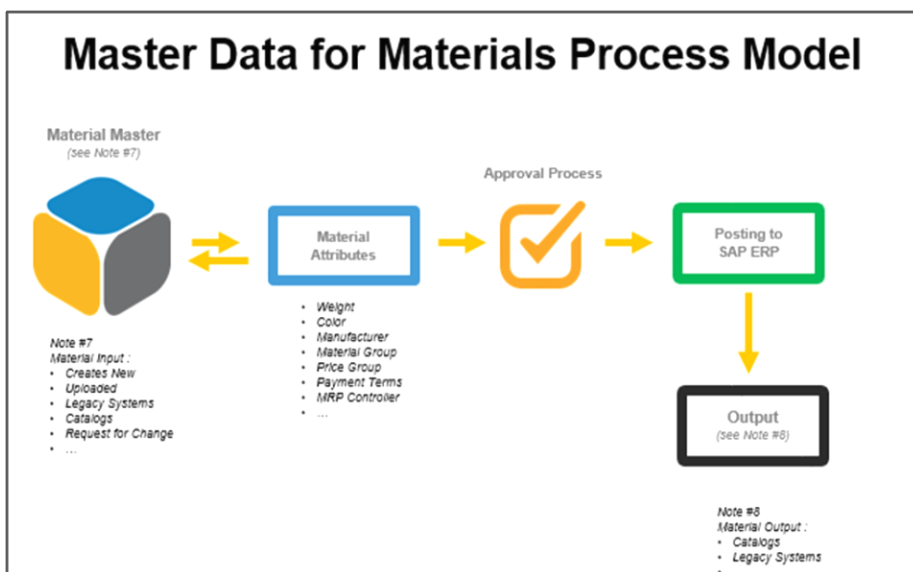 Master Data for Materials Process Model
Material Master
(see Note #7)
Approval Process
Material
Attributes
Posting to
SAP ERP
• Weight
• Color
• Manufacturer
• Material Group
• Price Group
• Payment Terms
• MRP Controller
• ...
Note #7
Material Input :
• Creates New
• Uploaded
• Legacy Systems
• Catalogs
• Request for Change
• ...
Output
(see Note #8)
Note #8
Material Output :
• Catalogs
• Legacy Systems